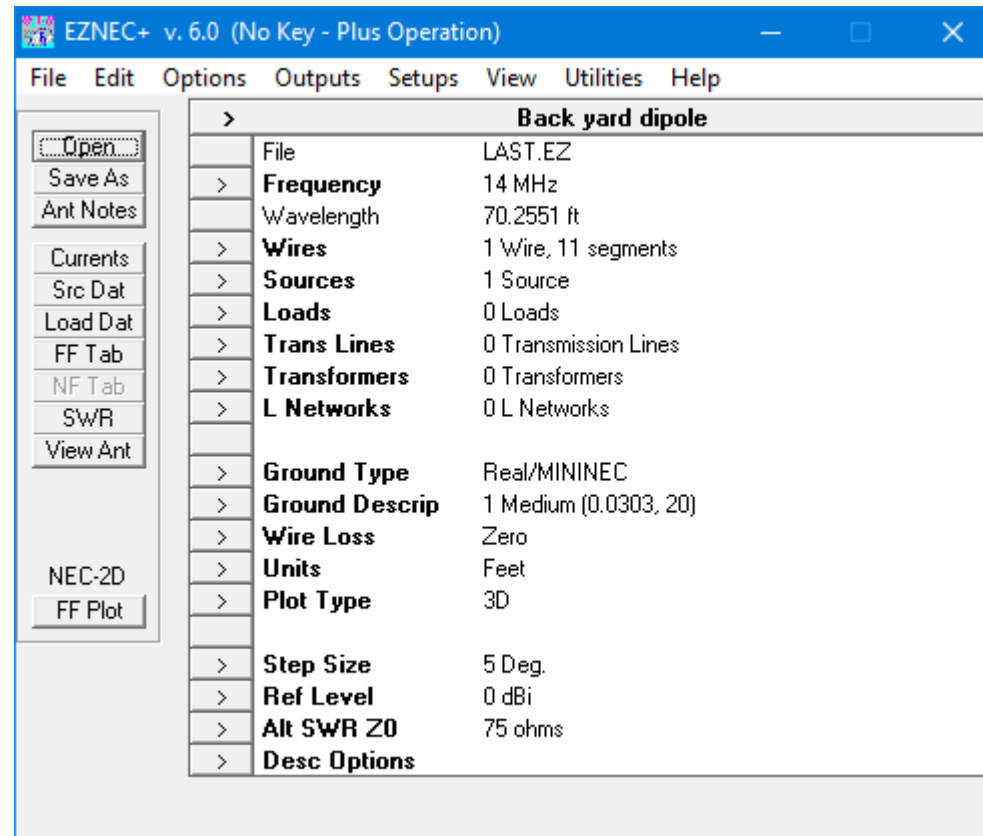 EZNEC+ v. 6.0 (No Key - Plus Operation)
File Edit Options Outputs Setups View Utilities Help
Open
Save As
Ant Notes
Currents
Src Dat
Load Dat
FF Tab
NF Tab
SWR
View Ant
NEC-2D
FF Plot
> Back yard dipole
File LAST.EZ
> Frequency 14 MHz
Wavelength 70.2551 ft
> Wires 1 Wire, 11 segments
> Sources 1 Source
> Loads 0 Loads
> Trans Lines 0 Transmission Lines
> Transformers 0 Transformers
> L Networks 0 L Networks
> Ground Type Real/MININEC
> Ground Descrip 1 Medium (0.0303, 20)
> Wire Loss Zero
> Units Feet
> Plot Type 3D
> Step Size 5 Deg.
> Ref Level 0 dBi
> Alt SWR Z0 75 ohms
> Desc Options